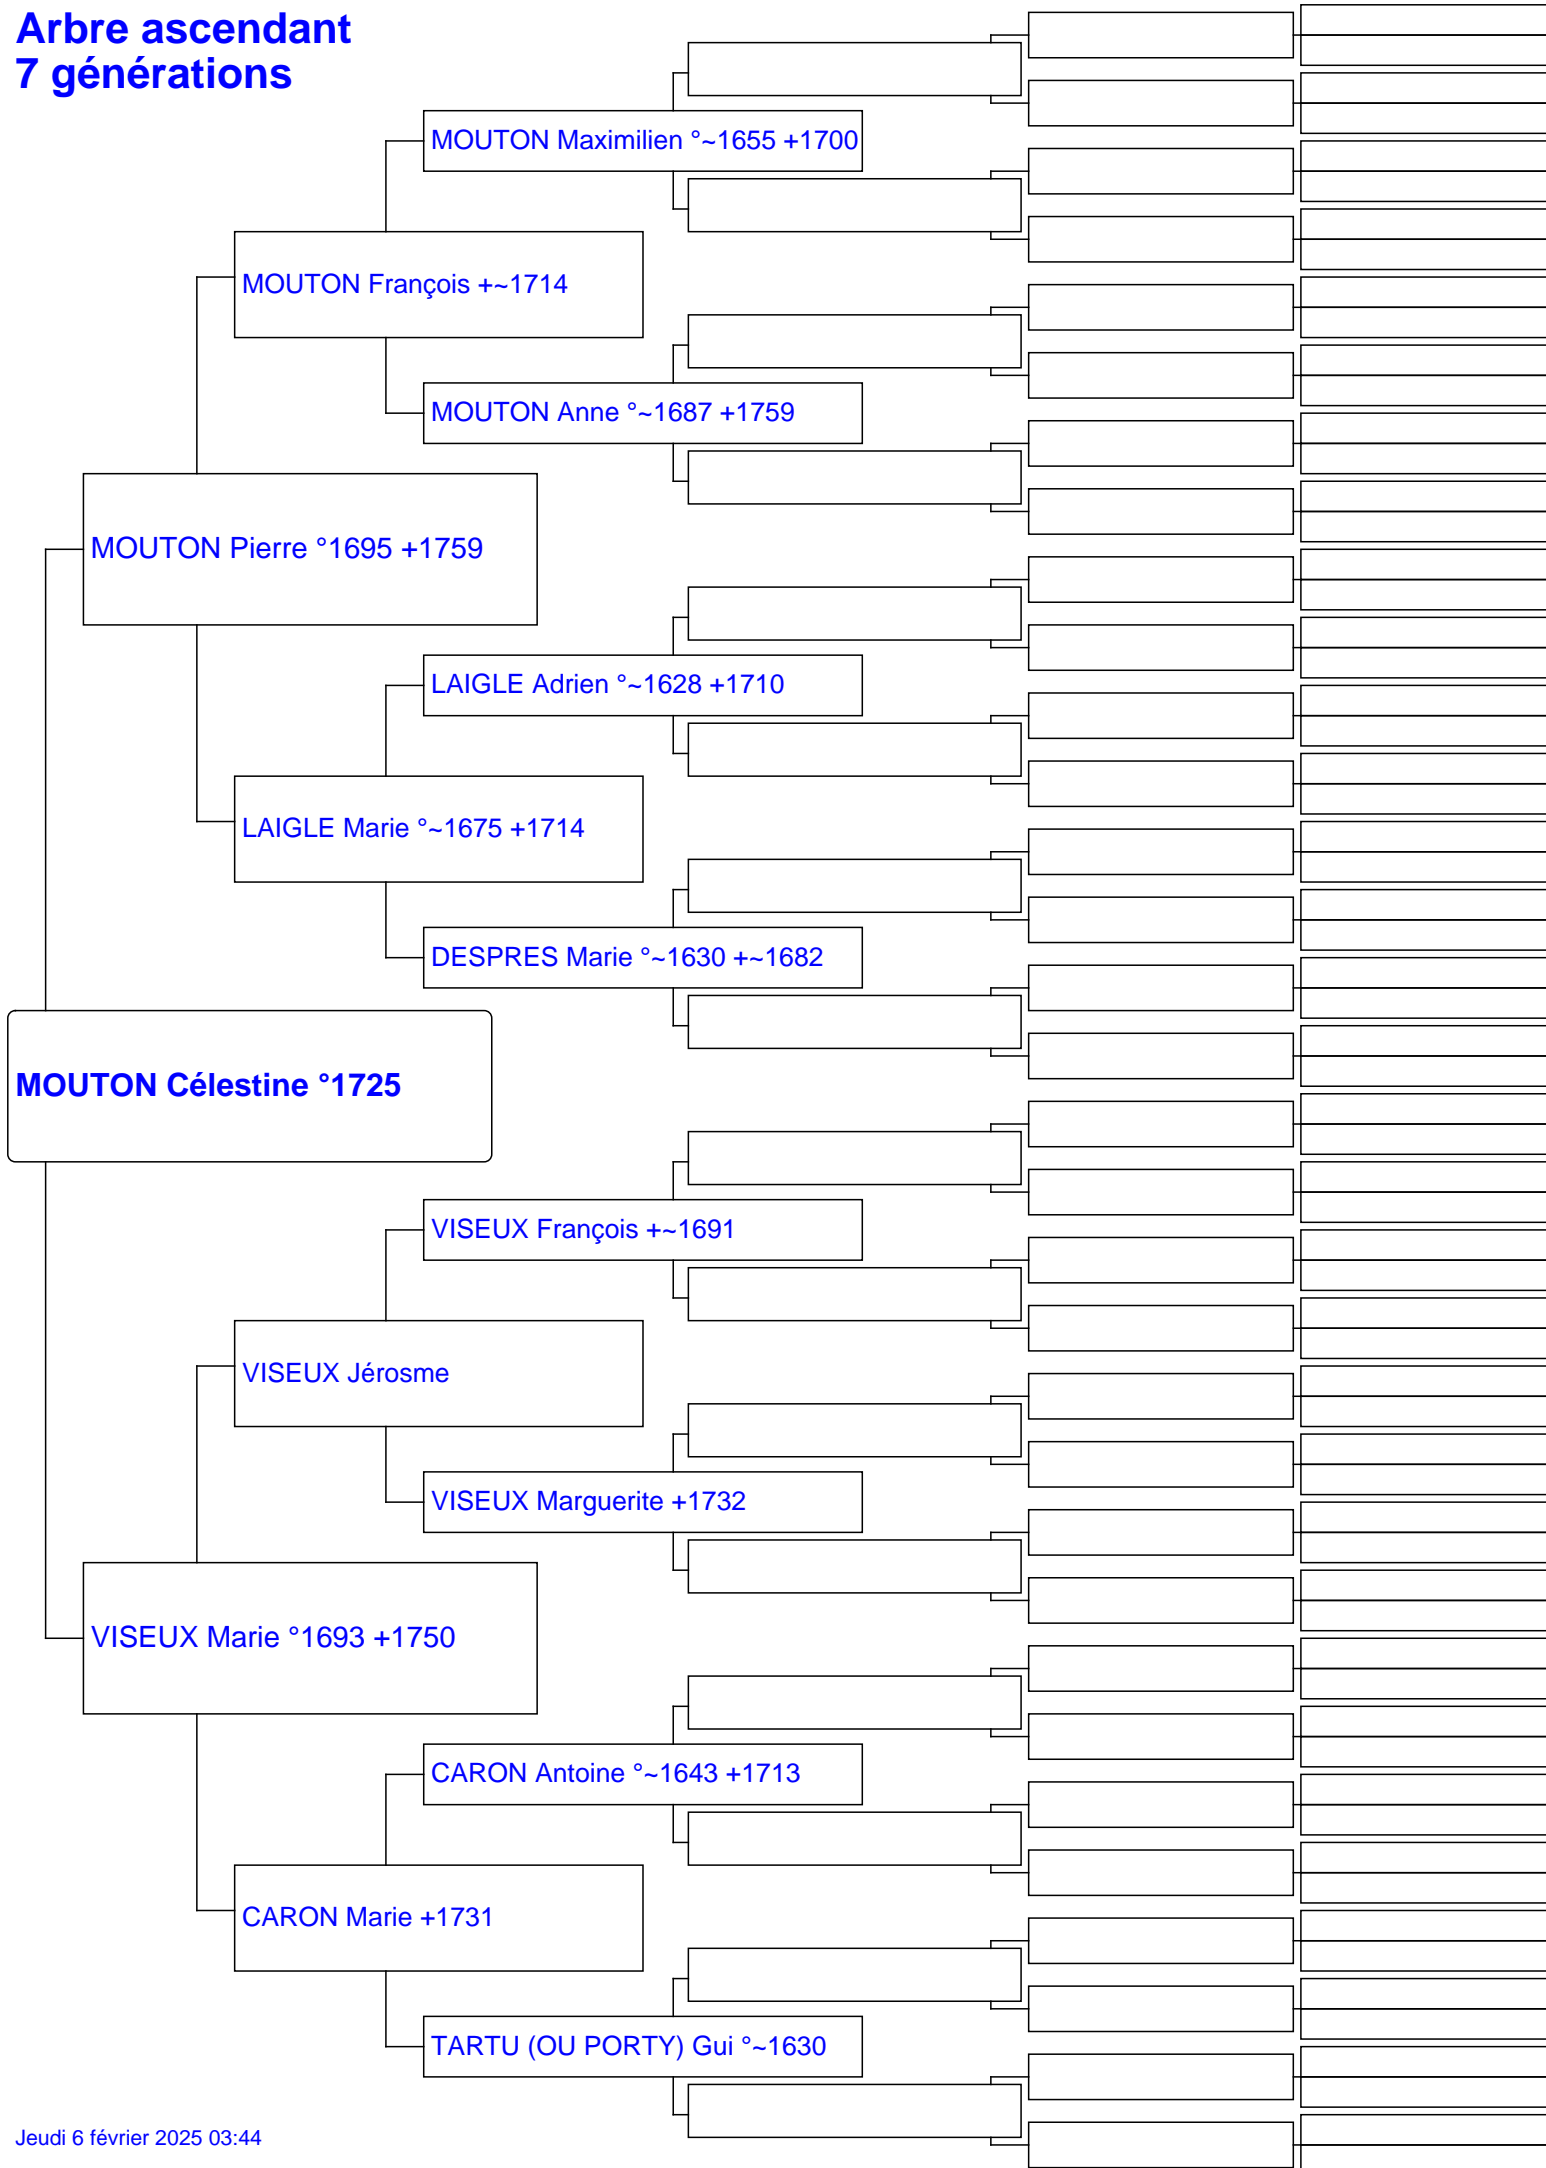 Arbre ascendant
7 générations
MOUTON Maximilien °~1655 +1700
MOUTON François +~1714
MOUTON Anne °~1687 +1759
MOUTON Pierre °1695 +1759
LAIGLE Adrien °~1628 +1710
LAIGLE Marie °~1675 +1714
DESPRES Marie °~1630 +~1682
MOUTON Célestine °1725
VISEUX François +~1691
VISEUX Jérosme
VISEUX Marguerite +1732
VISEUX Marie °1693 +1750
CARON Antoine °~1643 +1713
CARON Marie +1731
TARTU (OU PORTY) Gui °~1630
Jeudi 6 février 2025 03:44